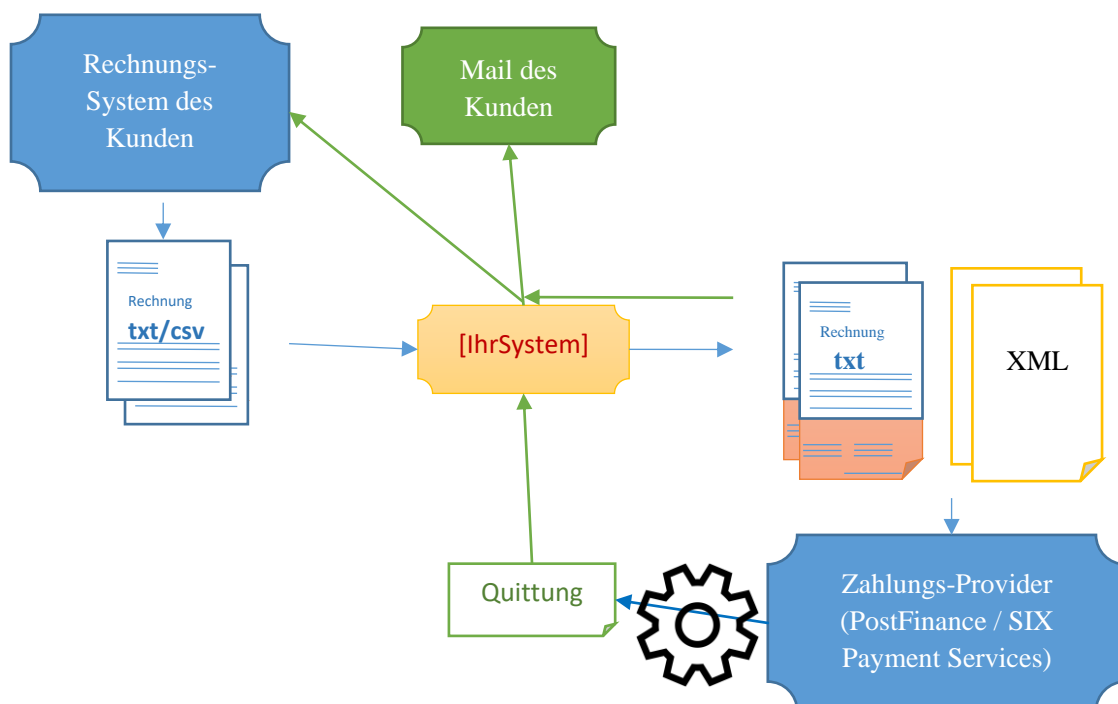 Rechnungs-
System des
Kunden
Mail des
Kunden
Rechnung
txt/csv
[IhrSystem]
Rechnung
txt
XML
Quittung
Zahlungs-Provider
(PostFinance / SIX
Payment Services)